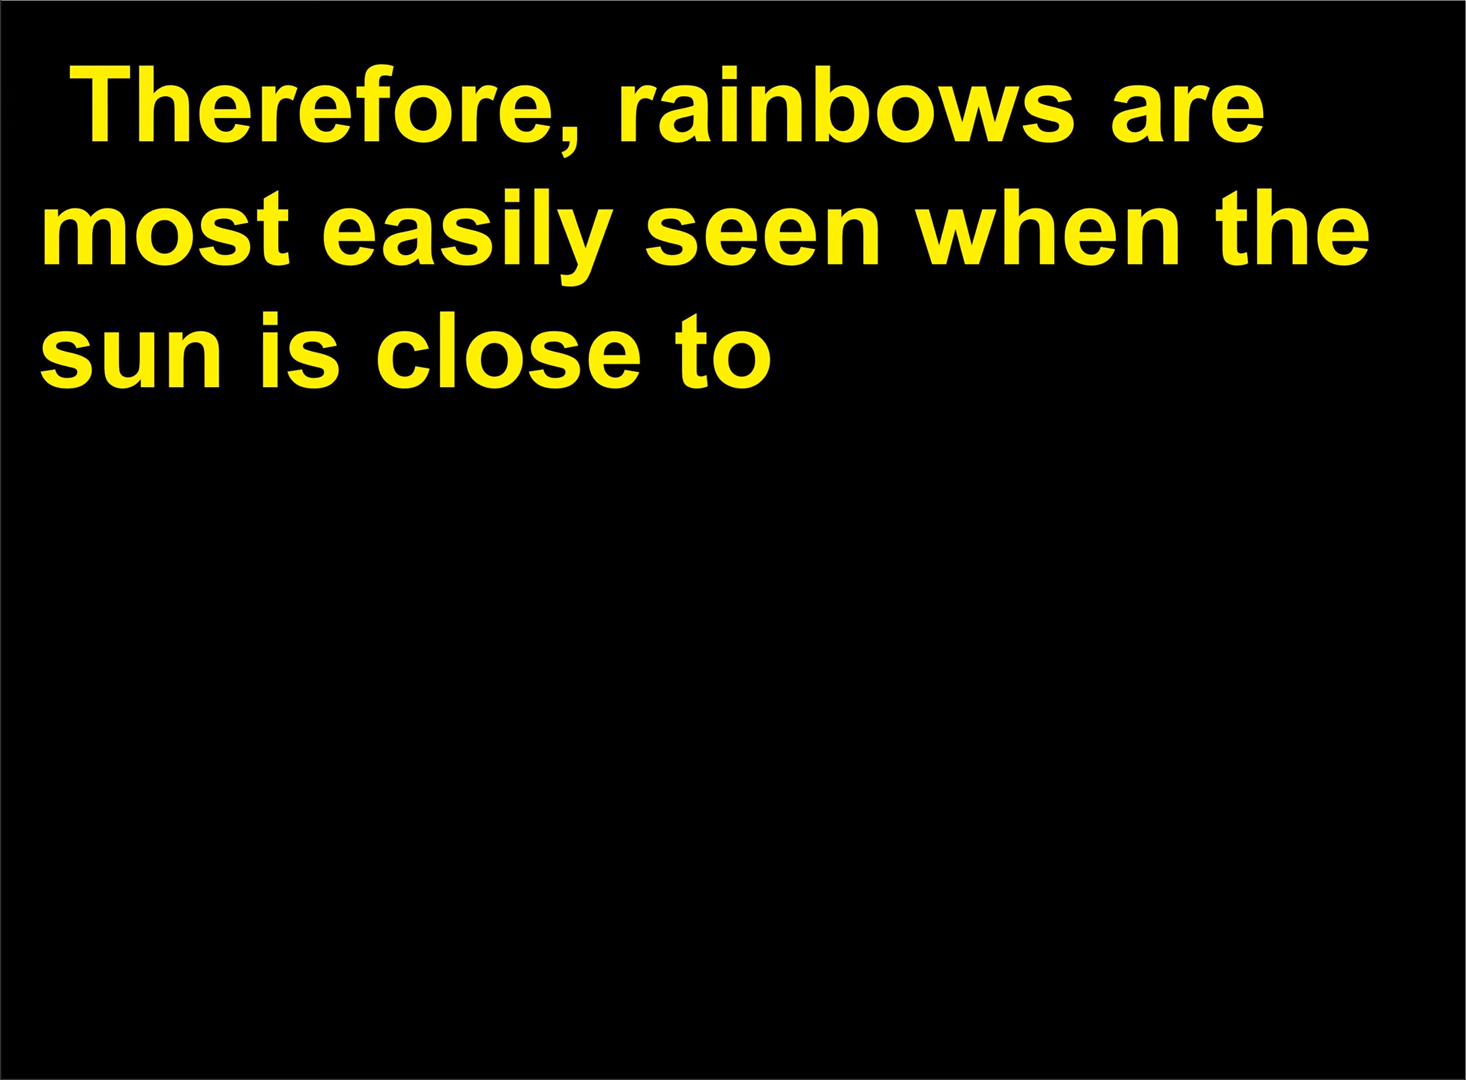 Therefore, rainbows are
most easily seen when the
sun is close to